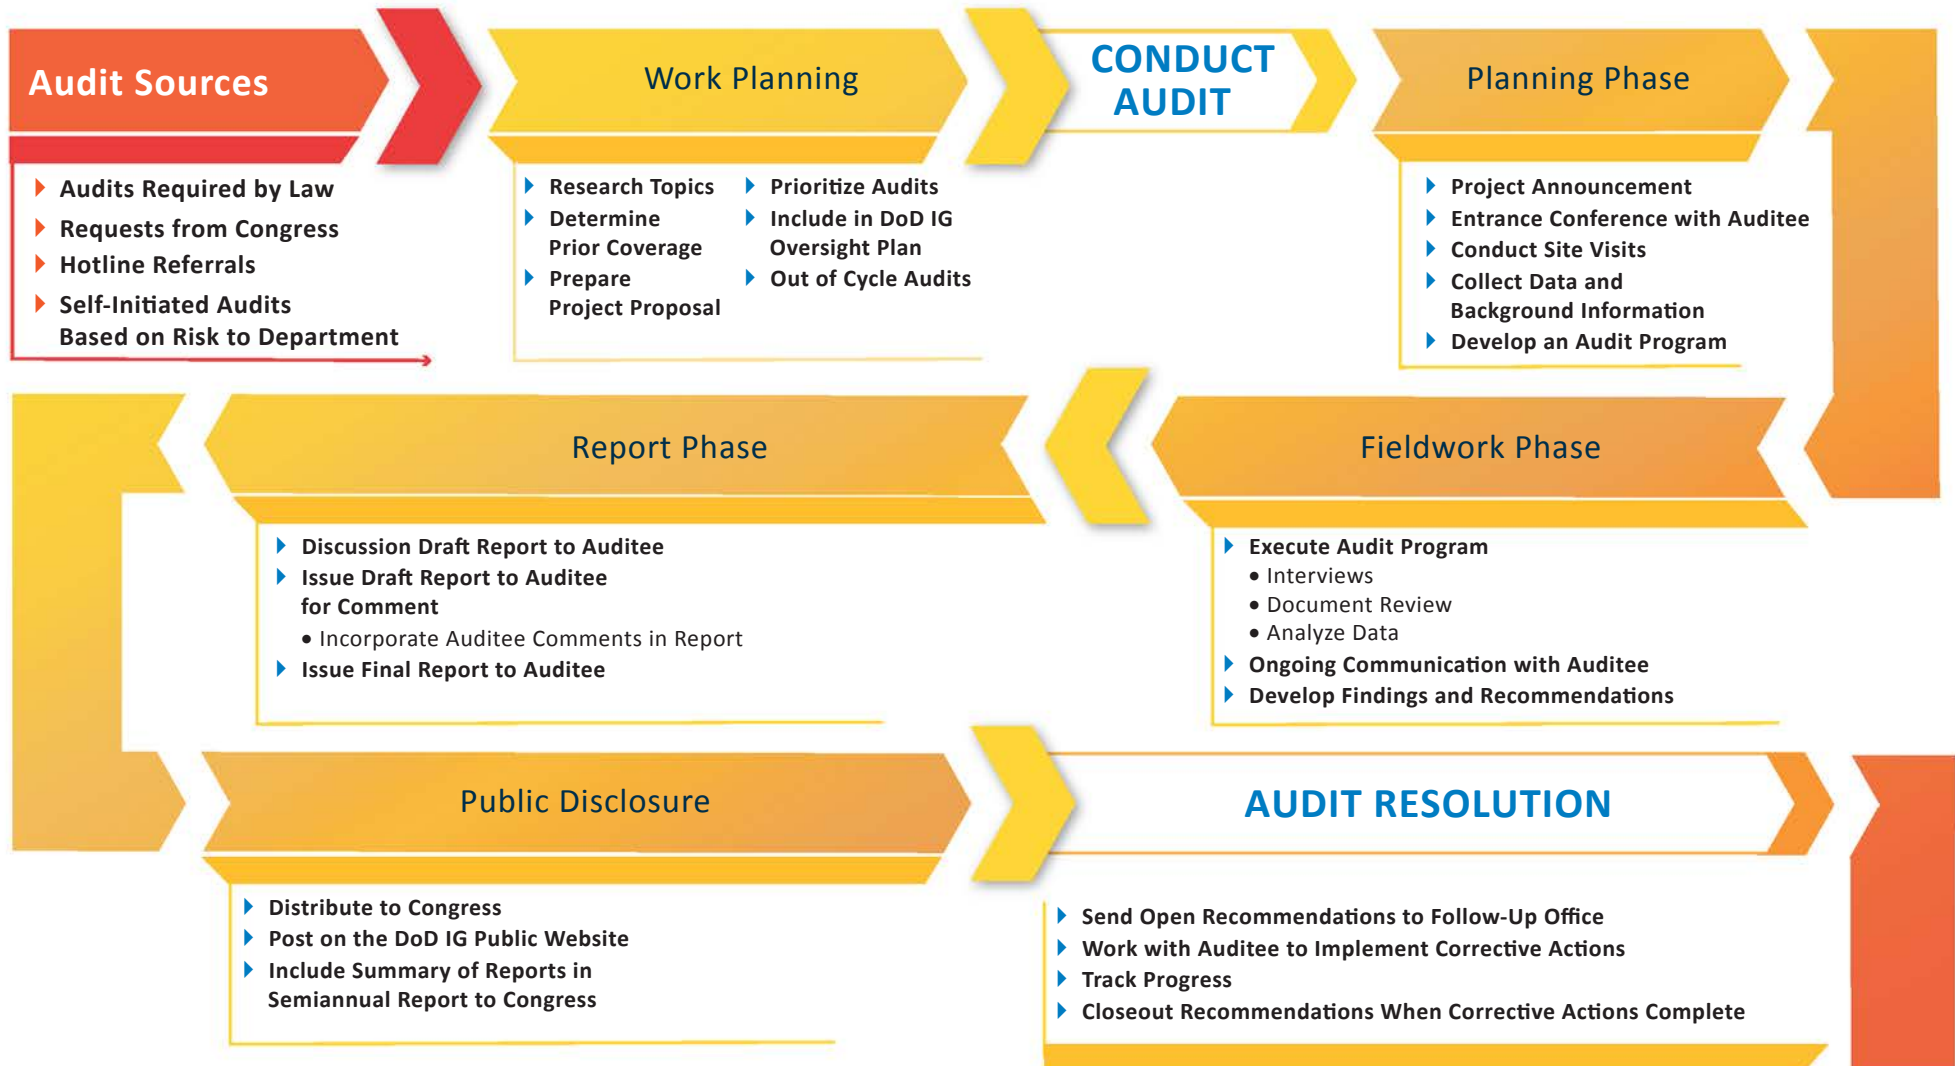 Audit Sources
Audits Required by Law
Requests from Congress
Hotline Referrals
Self-Initiated Audits
Based on Risk to Department
Work Planning
Research Topics
Determine
Prior Coverage
Prepare
Project Proposal
Prioritize Audits
Include in DoD IG
Oversight Plan
Out of Cycle Audits
CONDUCT
AUDIT
Planning Phase
Project Announcement
Entrance Conference with Auditee
Conduct Site Visits
Collect Data and
Background Information
Develop an Audit Program
Fieldwork Phase
Execute Audit Program
• Interviews
• Document Review
• Analyze Data
Ongoing Communication with Auditee
Develop Findings and Recommendations
Report Phase
Discussion Draft Report to Auditee
Issue Draft Report to Auditee
for Comment
• Incorporate Auditee Comments in Report
Issue Final Report to Auditee
Public Disclosure
Distribute to Congress
Post on the DoD IG Public Website
Include Summary of Reports in
Semiannual Report to Congress
AUDIT RESOLUTION
Send Open Recommendations to Follow-Up Office
Work with Auditee to Implement Corrective Actions
Track Progress
Closeout Recommendations When Corrective Actions Complete